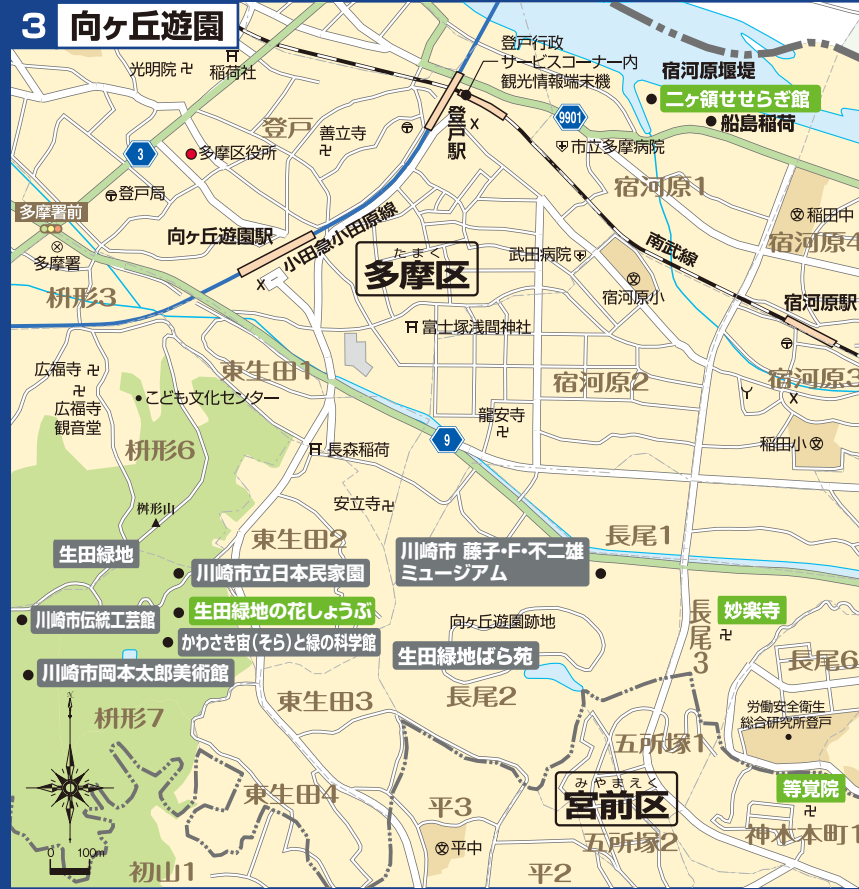 3 向ヶ丘遊園
光明院
稲荷社
登戸行政
サービスコーナー内
観光情報端末機
宿河原堰堤
二ヶ領せせらぎ館
船島稲荷
9901
登戸
善立寺
登戸駅
市立多摩病院
3
多摩区役所
登戸局
宿河原1
多摩署前
多摩署
向ヶ丘遊園駅
小田急小田原線
たまく
多摩区
武田病院
南武線
稲田中
宿河原4
枡形3
宿河原小
宿河原駅
富士塚浅間神社
広福寺
東生田1
宿河原2
宿河原3
広福寺
観音堂
こども文化センター
龍安寺
9
稲田小
枡形6
長森稲荷
安立寺
桝形山
東生田2
長尾1
生田緑地
川崎市立日本民家園
川崎市 藤子・F・不二雄
ミュージアム
川崎市伝統工芸館
生田緑地の花しょうぶ
向ヶ丘遊園跡地
長尾3
妙楽寺
かわさき宙(そら)と緑の科学館
生田緑地ばら苑
長尾6
川崎市岡本太郎美術館
東生田3
長尾2
枡形7
労働安全衛生
総合研究所登戸
五所塚1
みやまえく
宮前区
等覚院
東生田4
平3
五所塚2
神木本町1
平中
0 100m
初山1
平2